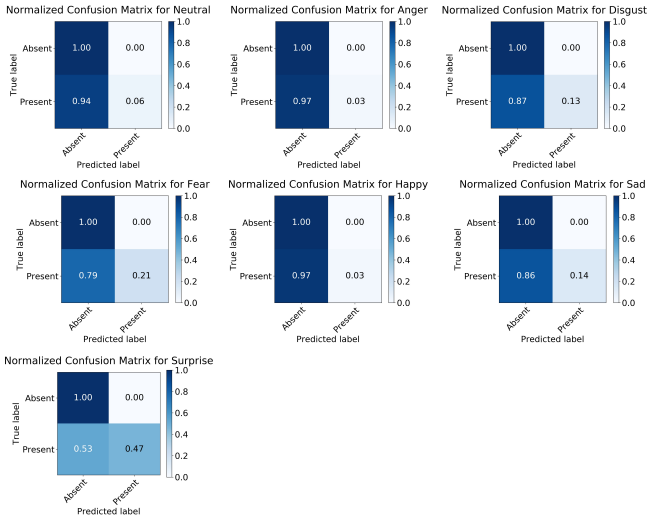 Normalized Confusion Matrix for Neutral
True label
Absent
Present
1.00 0.00
0.94 0.06
Absent Present
Predicted label
1.0
0.8
0.6
0.4
0.2
0.0
Normalized Confusion Matrix for Anger
True label
Absent
Present
1.00 0.00
0.97 0.03
Absent Present
Predicted label
1.0
0.8
0.6
0.4
0.2
0.0
Normalized Confusion Matrix for Disgust
True label
Absent
Present
1.00 0.00
0.87 0.13
Absent Present
Predicted label
1.0
0.8
0.6
0.4
0.2
0.0
Normalized Confusion Matrix for Fear
True label
Absent
Present
1.00 0.00
0.79 0.21
Absent Present
Predicted label
1.0
0.8
0.6
0.4
0.2
0.0
Normalized Confusion Matrix for Happy
True label
Absent
Present
1.00 0.00
0.97 0.03
Absent Present
Predicted label
1.0
0.8
0.6
0.4
0.2
0.0
Normalized Confusion Matrix for Sad
True label
Absent
Present
1.00 0.00
0.86 0.14
Absent Present
Predicted label
1.0
0.8
0.6
0.4
0.2
0.0
Normalized Confusion Matrix for Surprise
True label
Absent
Present
1.00 0.00
0.53 0.47
Absent Present
Predicted label
1.0
0.8
0.6
0.4
0.2
0.0